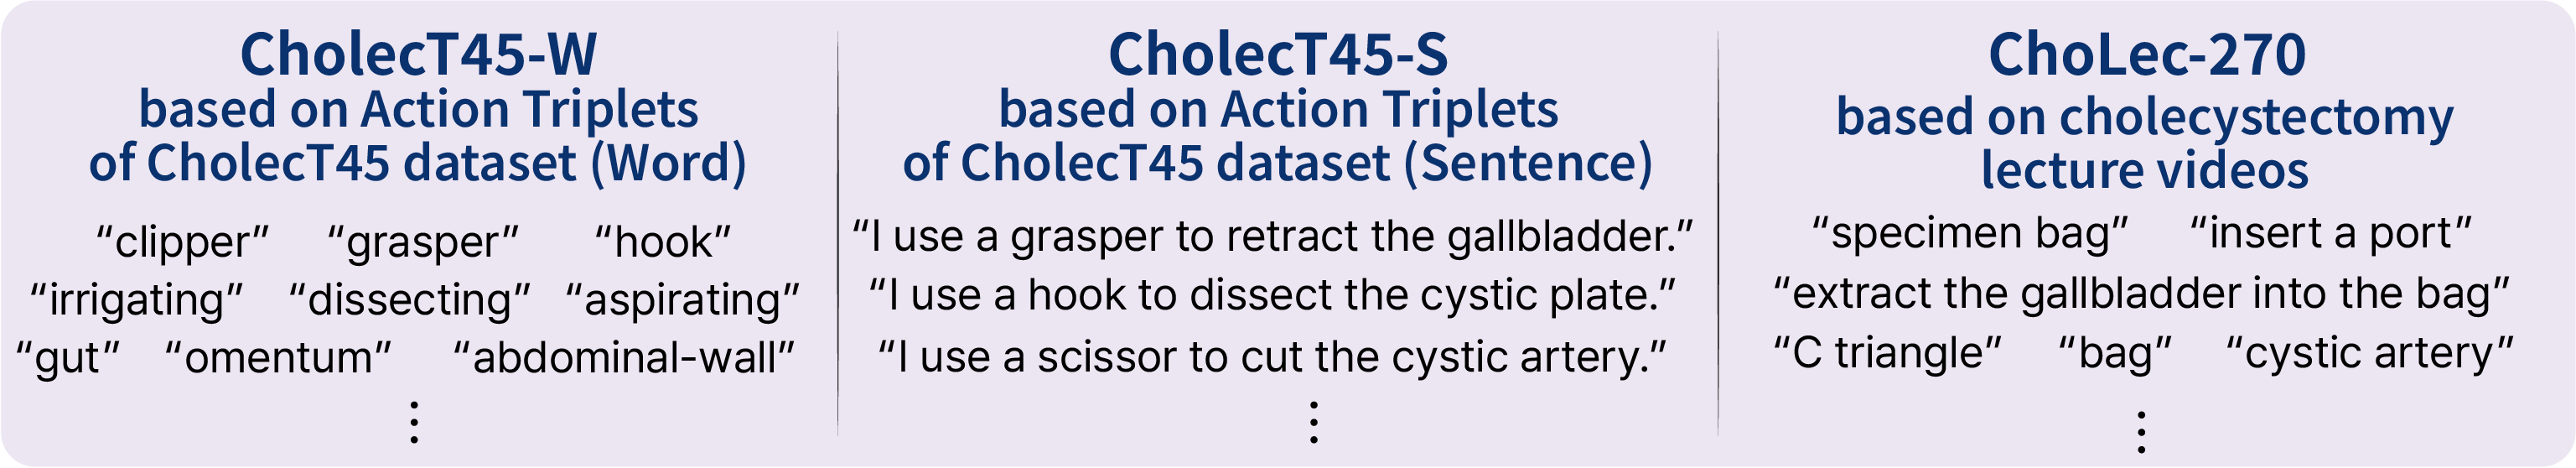 CholecT45-W
based on Action Triplets
of CholecT45 dataset (Word)
“clipper” “grasper” “hook”
“irrigating” “dissecting” “aspirating”
“gut” “omentum” “abdominal-wall”
⋮
CholecT45-S
based on Action Triplets
of CholecT45 dataset (Sentence)
“I use a grasper to retract the gallbladder.”
“I use a hook to dissect the cystic plate.”
“I use a scissor to cut the cystic artery.”
⋮
ChoLec-270
based on cholecystectomy
lecture videos
“specimen bag” “insert a port”
“extract the gallbladder into the bag”
“C triangle” “bag” “cystic artery”
⋮